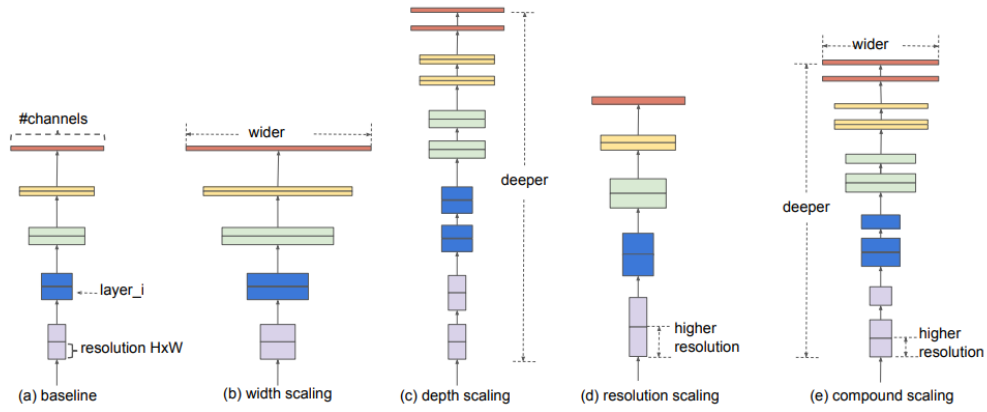 #channels
layer_i
resolution HxW
(a) baseline
wider
(b) width scaling
deeper
(c) depth scaling
higher
resolution
(d) resolution scaling
wider
deeper
higher
resolution
(e) compound scaling